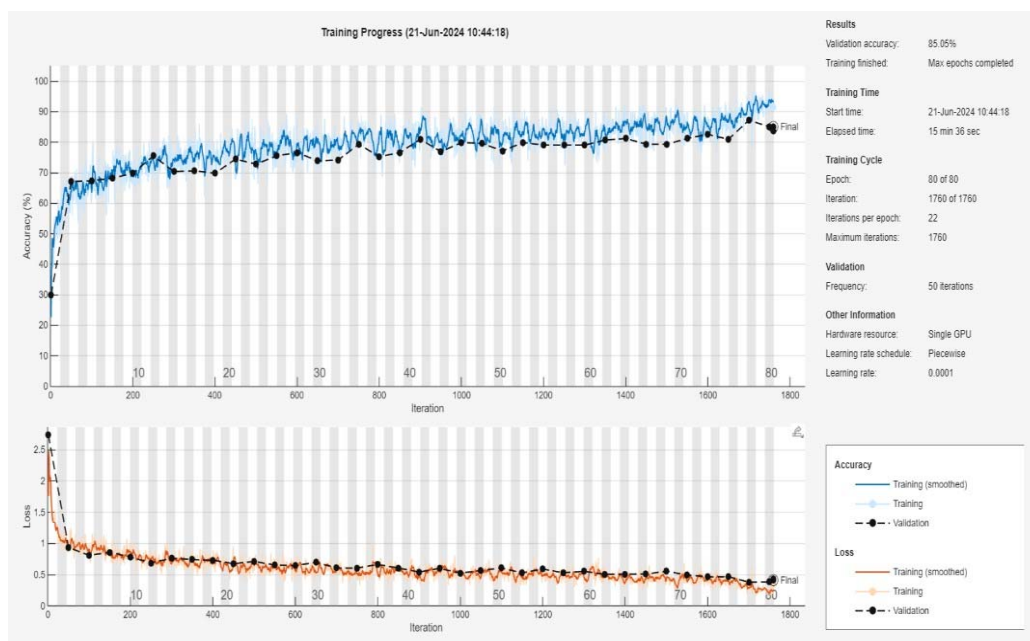 Training Progress (21-Jun-2024 10:44:18)
100
90
80
70
60
50
40
30
20
10
0
Accuracy (%)
10 20 30 40 50 60 70 80
0 200 400 600 800 1000 1200 1400 1600 1800
Iteration
Final
2.5
2
1.5
1
0.5
0
Loss
10 20 30 40 50 60 70 80
0 200 400 600 800 1000 1200 1400 1600 1800
Iteration
Final
Results
Validation accuracy: 85.05%
Training finished: Max epochs completed
Training Time
Start time: 21-Jun-2024 10:44:18
Elapsed time: 15 min 36 sec
Training Cycle
Epoch: 80 of 80
Iteration: 1760 of 1760
Iterations per epoch: 22
Maximum iterations: 1760
Validation
Frequency: 50 iterations
Other Information
Hardware resource: Single GPU
Learning rate schedule: Piecewise
Learning rate: 0.0001
Accuracy
Training (smoothed)
Training
Validation
Loss
Training (smoothed)
Training
Validation